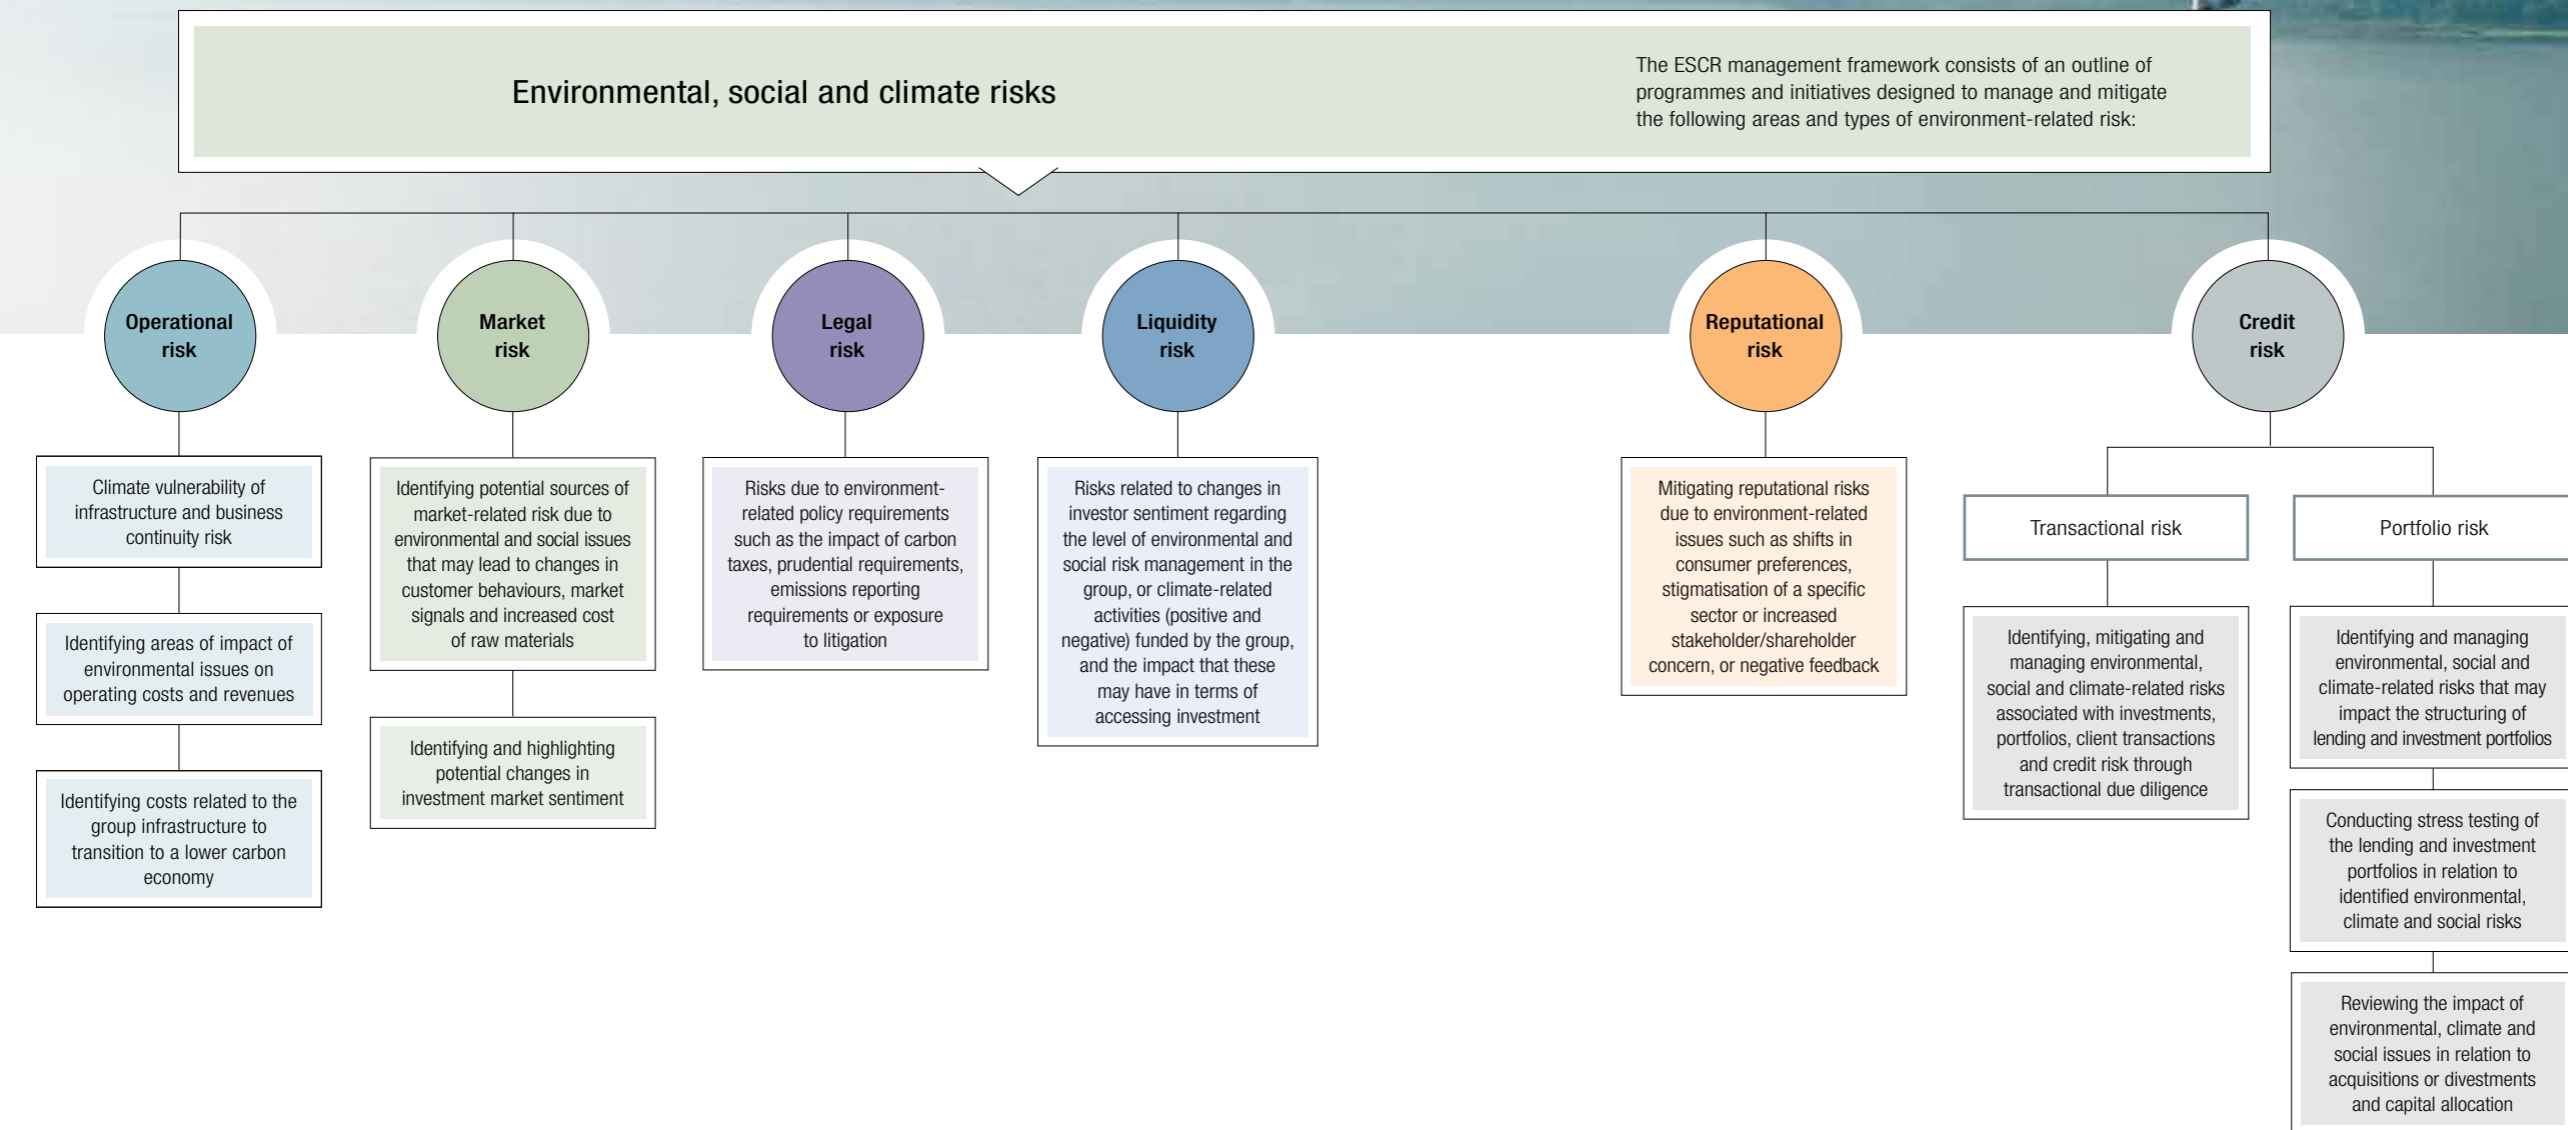 Environmental, social and climate risks
The ESCR management framework consists of an outline of
programmes and initiatives designed to manage and mitigate
the following areas and types of environment-related risk:
Operational
risk
Climate vulnerability of
infrastructure and business
continuity risk
Identifying areas of impact of
environmental issues on
operating costs and revenues
Identifying costs related to the
group infrastructure to
transition to a lower carbon
economy
Market
risk
Identifying potential sources of
market-related risk due to
environmental and social issues
that may lead to changes in
customer behaviours, market
signals and increased cost
of raw materials
Identifying and highlighting
potential changes in
investment market sentiment
Legal
risk
Risks due to environment-
related policy requirements
such as the impact of carbon
taxes, prudential requirements,
emissions reporting
requirements or exposure
to litigation
Liquidity
risk
Risks related to changes in
investor sentiment regarding
the level of environmental and
social risk management in the
group, or climate-related
activities (positive and
negative) funded by the group,
and the impact that these
may have in terms of
accessing investment
Reputational
risk
Mitigating reputational risks
due to environment-related
issues such as shifts in
consumer preferences,
stigmatisation of a specific
sector or increased
stakeholder/shareholder
concern, or negative feedback
Credit
risk
Transactional risk
Identifying, mitigating and
managing environmental,
social and climate-related risks
associated with investments,
portfolios, client transactions
and credit risk through
transactional due diligence
Portfolio risk
Identifying and managing
environmental, social and
climate-related risks that may
impact the structuring of
lending and investment portfolios
Conducting stress testing of
the lending and investment
portfolios in relation to
identified environmental,
climate and social risks
Reviewing the impact of
environmental, climate and
social issues in relation to
acquisitions or divestments
and capital allocation